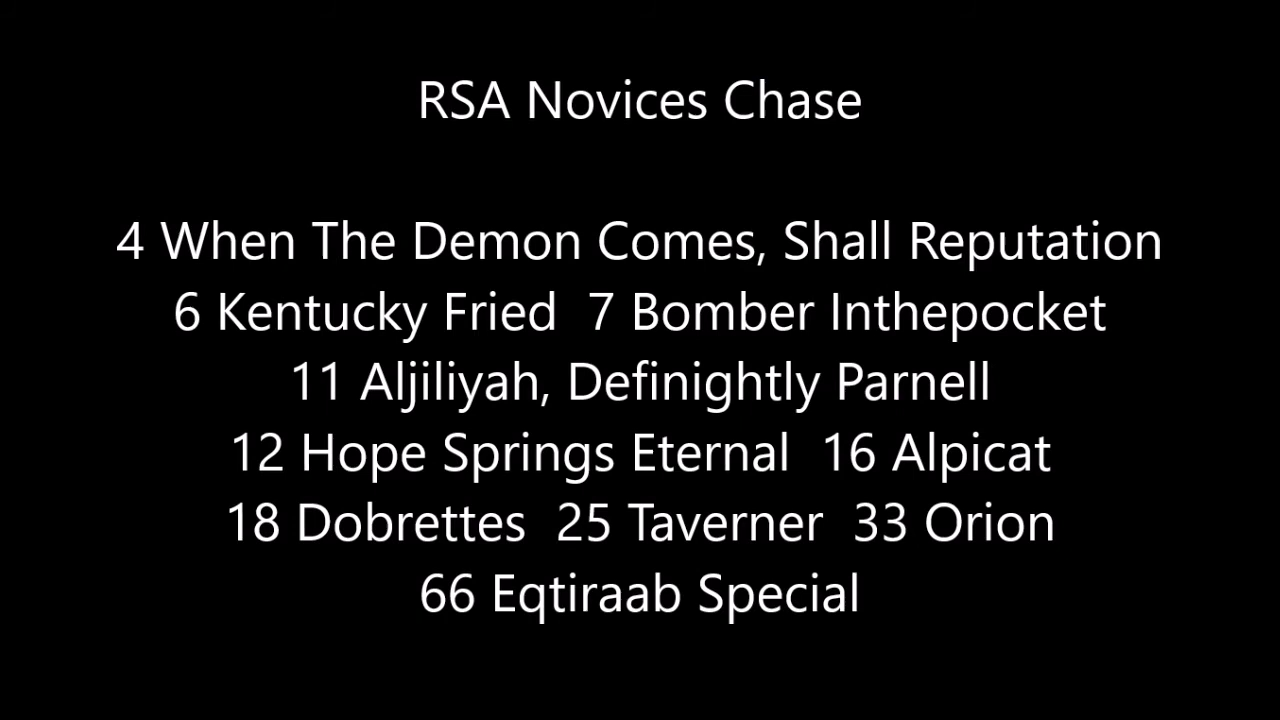 RSA Novices Chase
4 When The Demon Comes, Shall Reputation
6 Kentucky Fried  7 Bomber Inthepocket
11 Aljiliyah, Definightly Parnell
12 Hope Springs Eternal  16 Alpicat
18 Dobrettes  25 Taverner  33 Orion
66 Eqtiraab Special